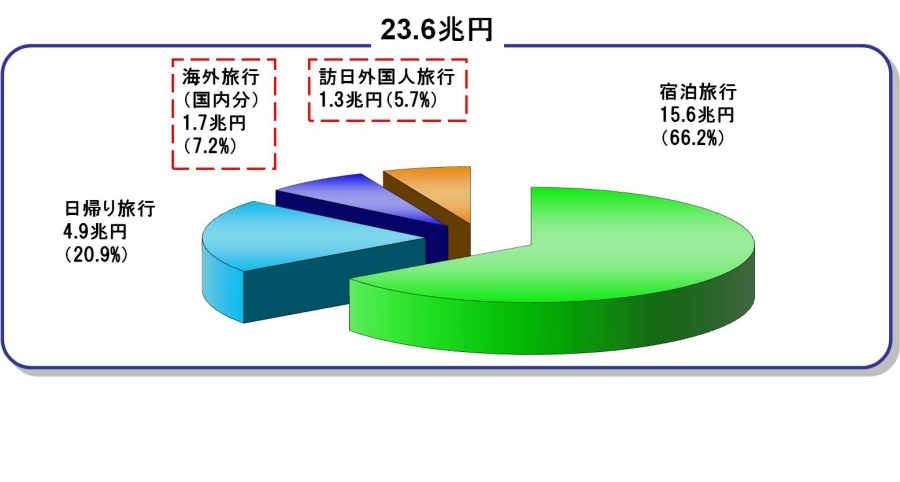 23.6兆円
海外旅行
（国内分）
1.7兆円
（7.2%）
訪日外国人旅行
1.3兆円（5.7%）
宿泊旅行
15.6兆円
（66.2%）
日帰り旅行
4.9兆円
（20.9%）